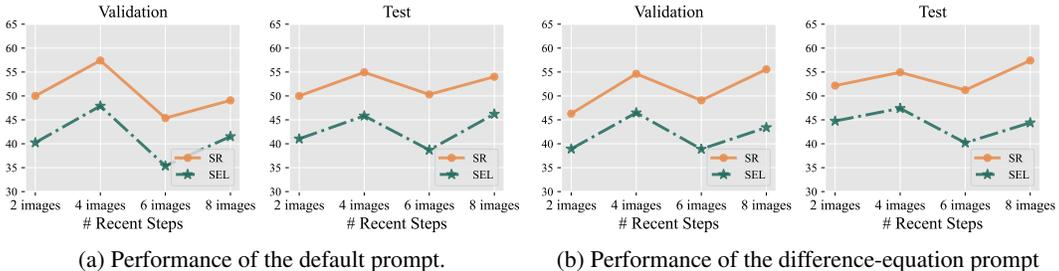 Validation
65
60
55
50
45
40
35
30
SR
SEL
2 images 4 images 6 images 8 images
# Recent Steps
Test
65
60
55
50
45
40
35
30
SR
SEL
2 images 4 images 6 images 8 images
# Recent Steps
(a) Performance of the default prompt.
Validation
65
60
55
50
45
40
35
30
SR
SEL
2 images 4 images 6 images 8 images
# Recent Steps
Test
65
60
55
50
45
40
35
30
SR
SEL
2 images 4 images 6 images 8 images
# Recent Steps
(b) Performance of the difference-equation prompt